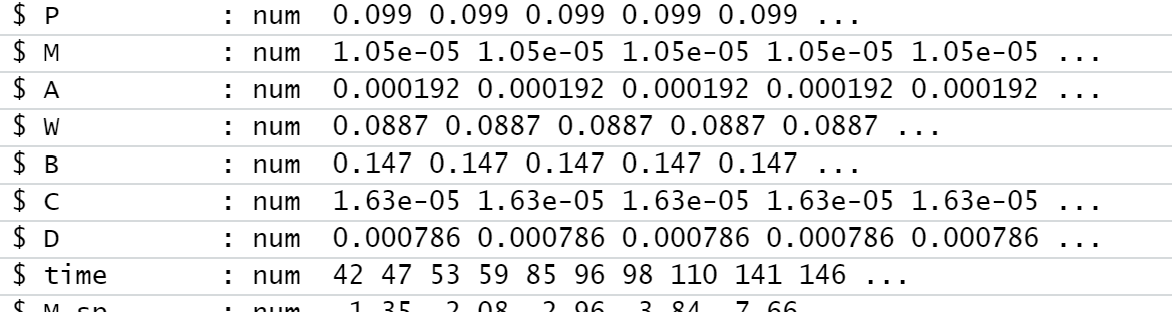 $ P          : num  0.099 0.099 0.099 0.099 0.099 ...
$ M          : num  1.05e-05 1.05e-05 1.05e-05 1.05e-05 1.05e-05 ...
$ A          : num  0.000192 0.000192 0.000192 0.000192 0.000192 ...
$ W          : num  0.0887 0.0887 0.0887 0.0887 0.0887 ...
$ B          : num  0.147 0.147 0.147 0.147 0.147 ...
$ C          : num  1.63e-05 1.63e-05 1.63e-05 1.63e-05 1.63e-05 ...
$ D          : num  0.000786 0.000786 0.000786 0.000786 0.000786 ...
$ time       : num  42 47 53 59 85 96 98 110 141 146 ...
$ : num